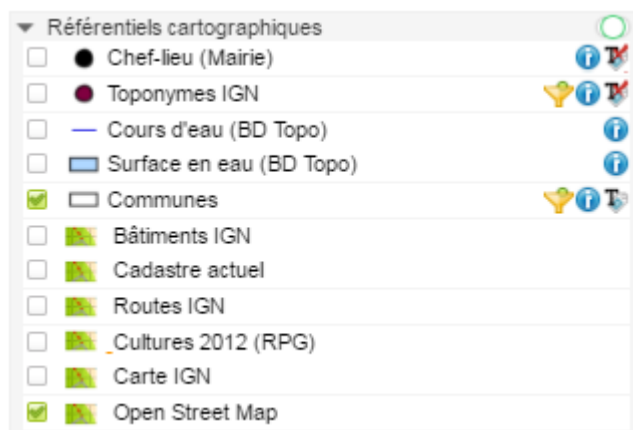 Référentiels cartographiques
Chef-lieu (Mairie)
Toponymes IGN
Cours d'eau (BD Topo)
Surface en eau (BD Topo)
Communes
Bâtiments IGN
Cadastre actuel
Routes IGN
Cultures 2012 (RPG)
Carte IGN
Open Street Map